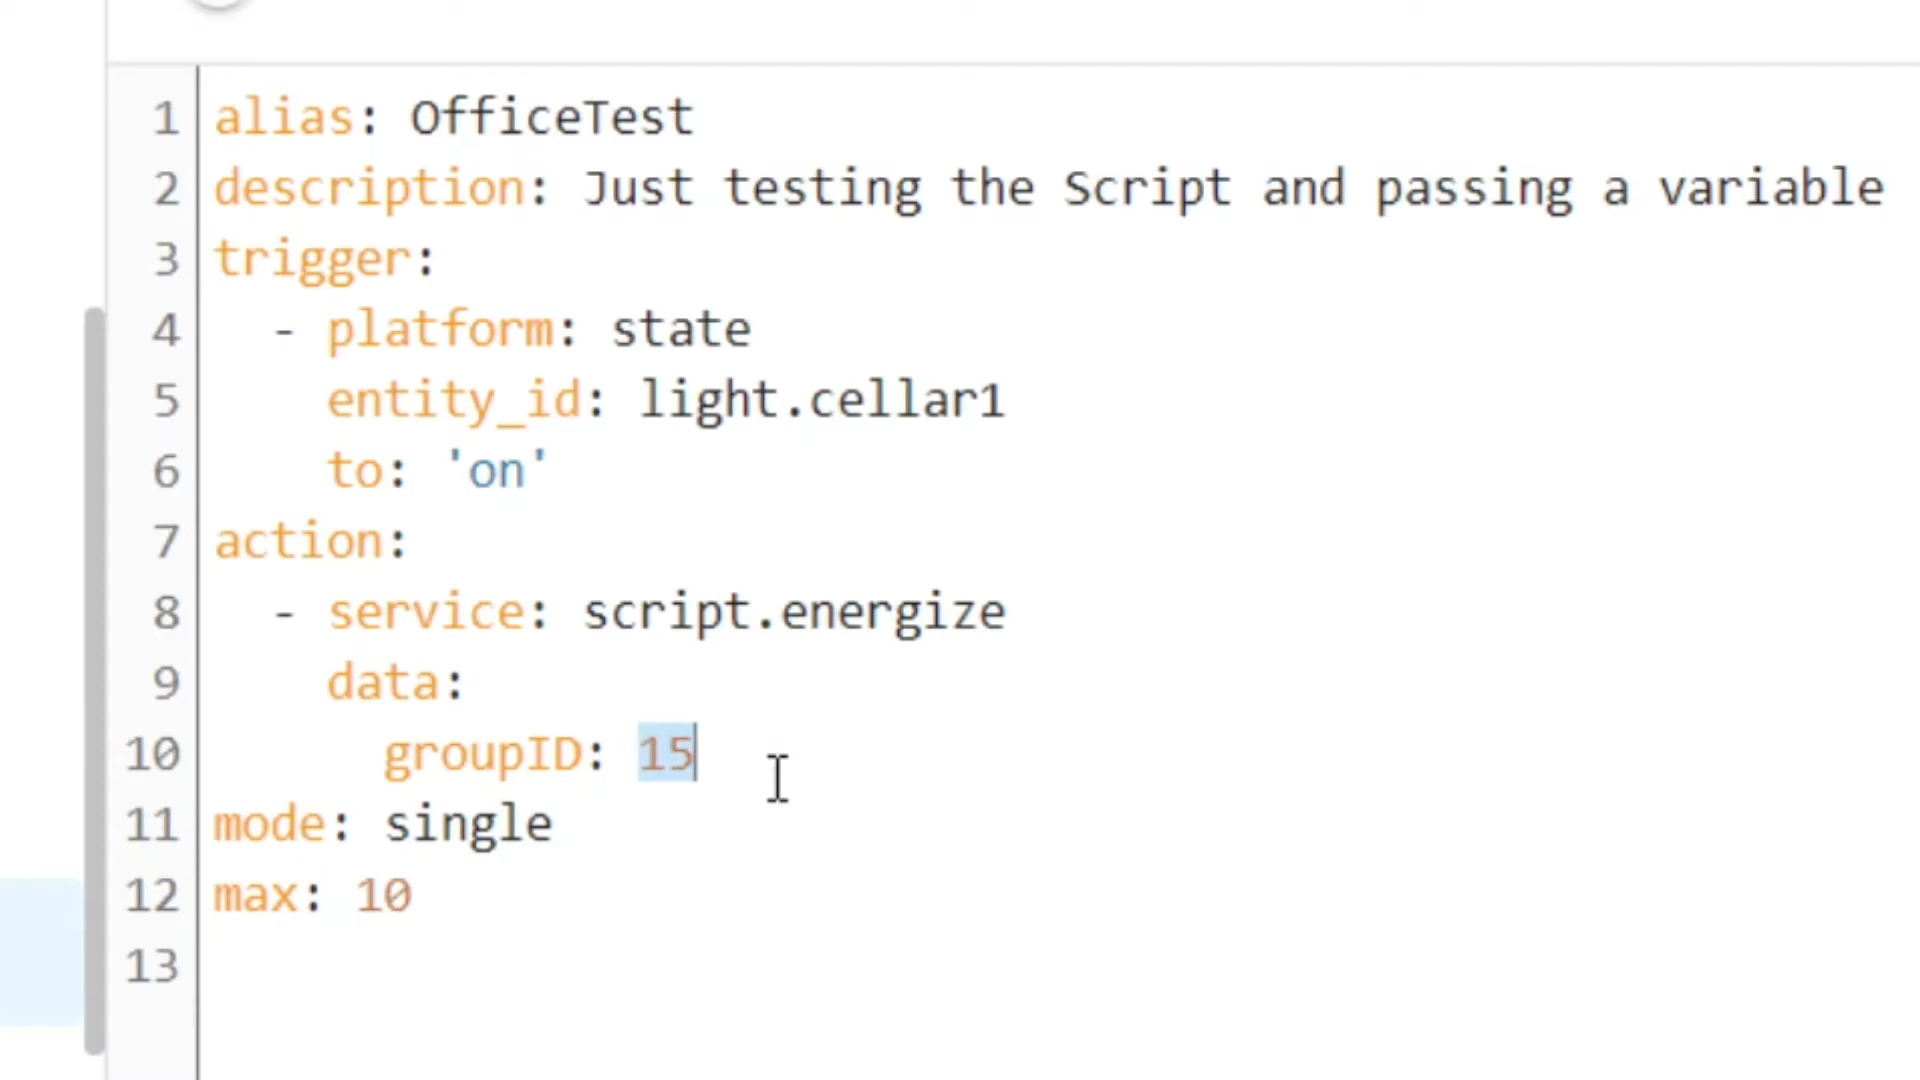 1 alias: OfficeTest
2 description: Just testing the Script and passing a variable
3 trigger:
4   - platform: state
5     entity_id: light.cellar1
6     to: 'on'
7 action:
8   - service: script.energize
9     data:
10       groupID: 15
11 mode: single
12 max: 10
13